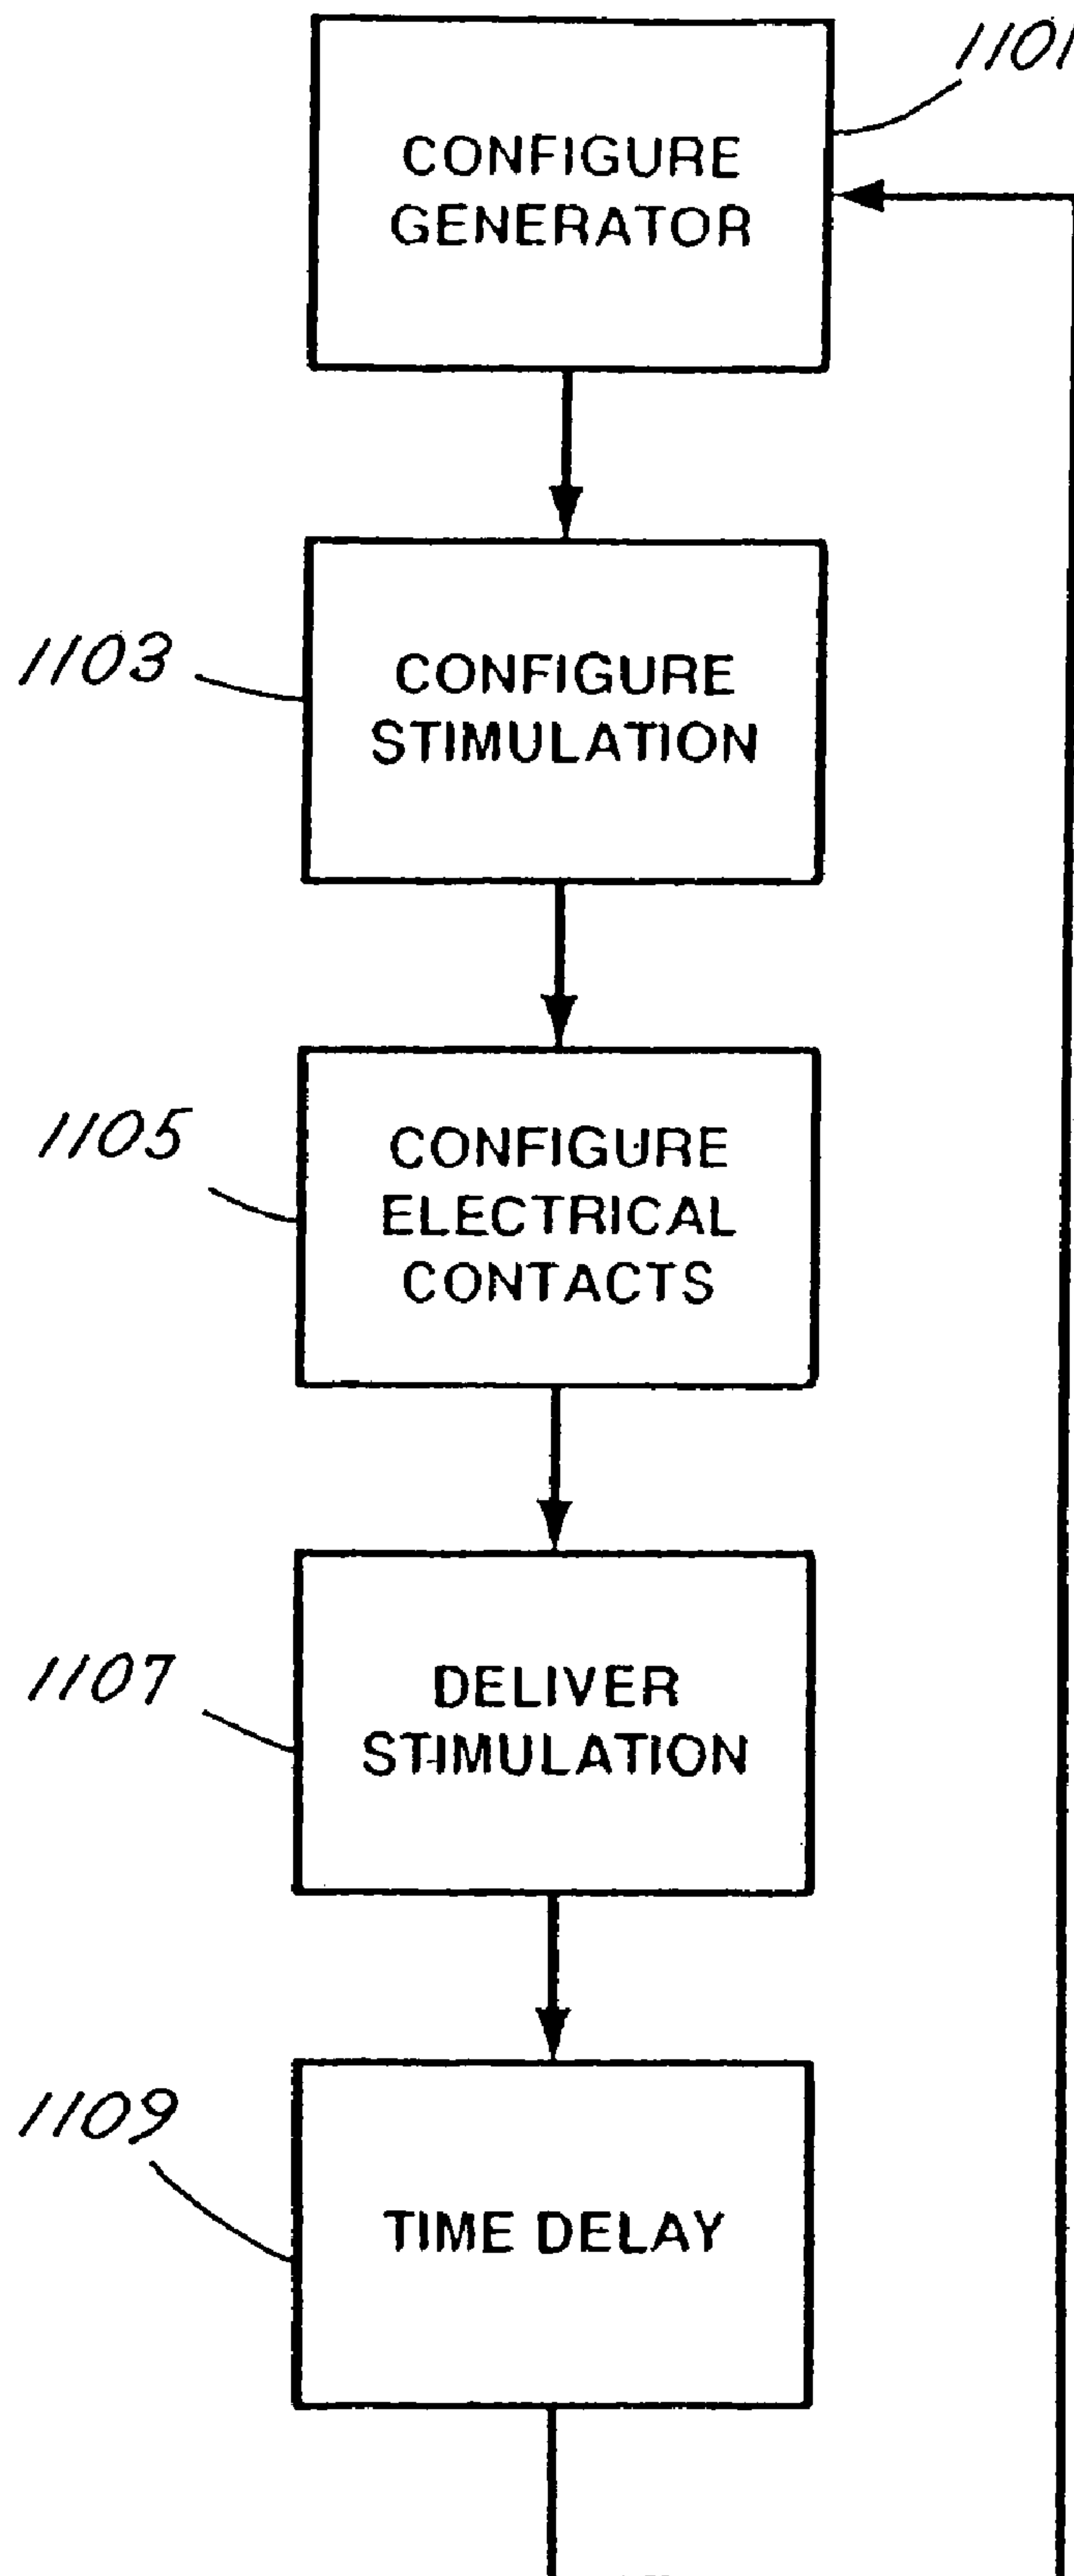 1101
CONFIGURE
GENERATOR
1103
CONFIGURE
STIMULATION
1105
CONFIGURE
ELECTRICAL
CONTACTS
1107
DELIVER
STIMULATION
1109
TIME DELAY